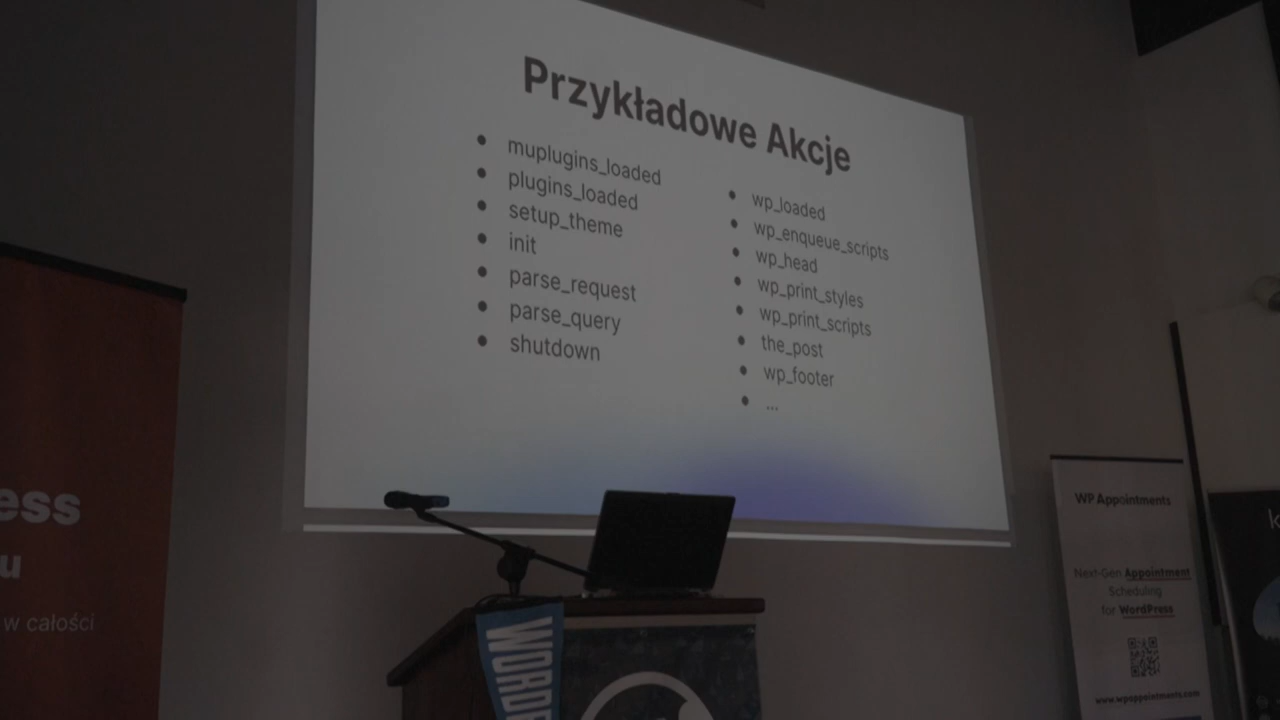 Przykładowe Akcje
muplugins_loaded
plugins_loaded
setup_theme
init
parse_request
parse_query
shutdown
wp_loaded
wp_enqueue_scripts
wp_head
wp_print_styles
wp_print_scripts
the_post
wp_footer
...
ess
u
w całości
WORDP
WP Appointments
Next-Gen Appointment
Scheduling
for WordPress
www.wpappointments.com
k